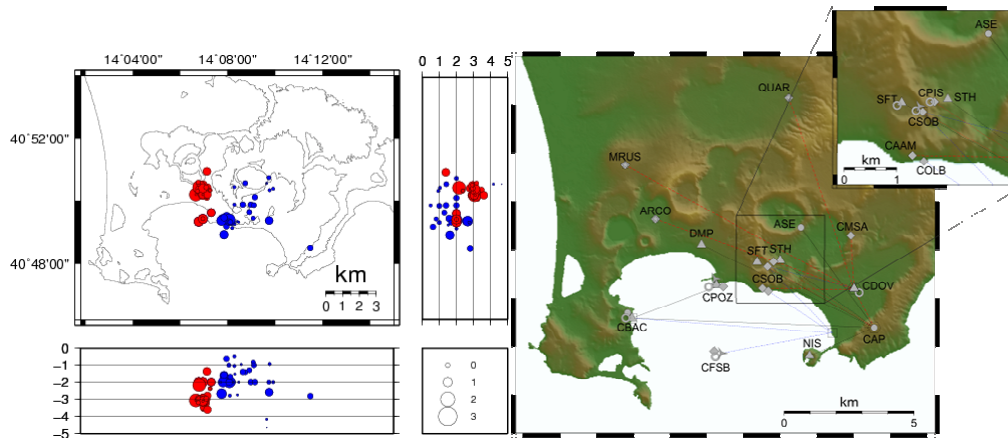 14°04'00" 14°08'00" 14°12'00"
40°52'00"
40°48'00"
km
0 1 2 3
0 1 2 3 4 5
0
−1
−2
−3
−4
−5
0
1
2
3
QUAR
MRUS
ARCO
DMP
ASE
CMSA
SFT STH
CSOB
CPOZ
CDOV
CBAC
CAP
NIS
CFSB
km
0 5
ASE
CPIS
SFT STH
CSOB
CAAM
km
COLB
0 1